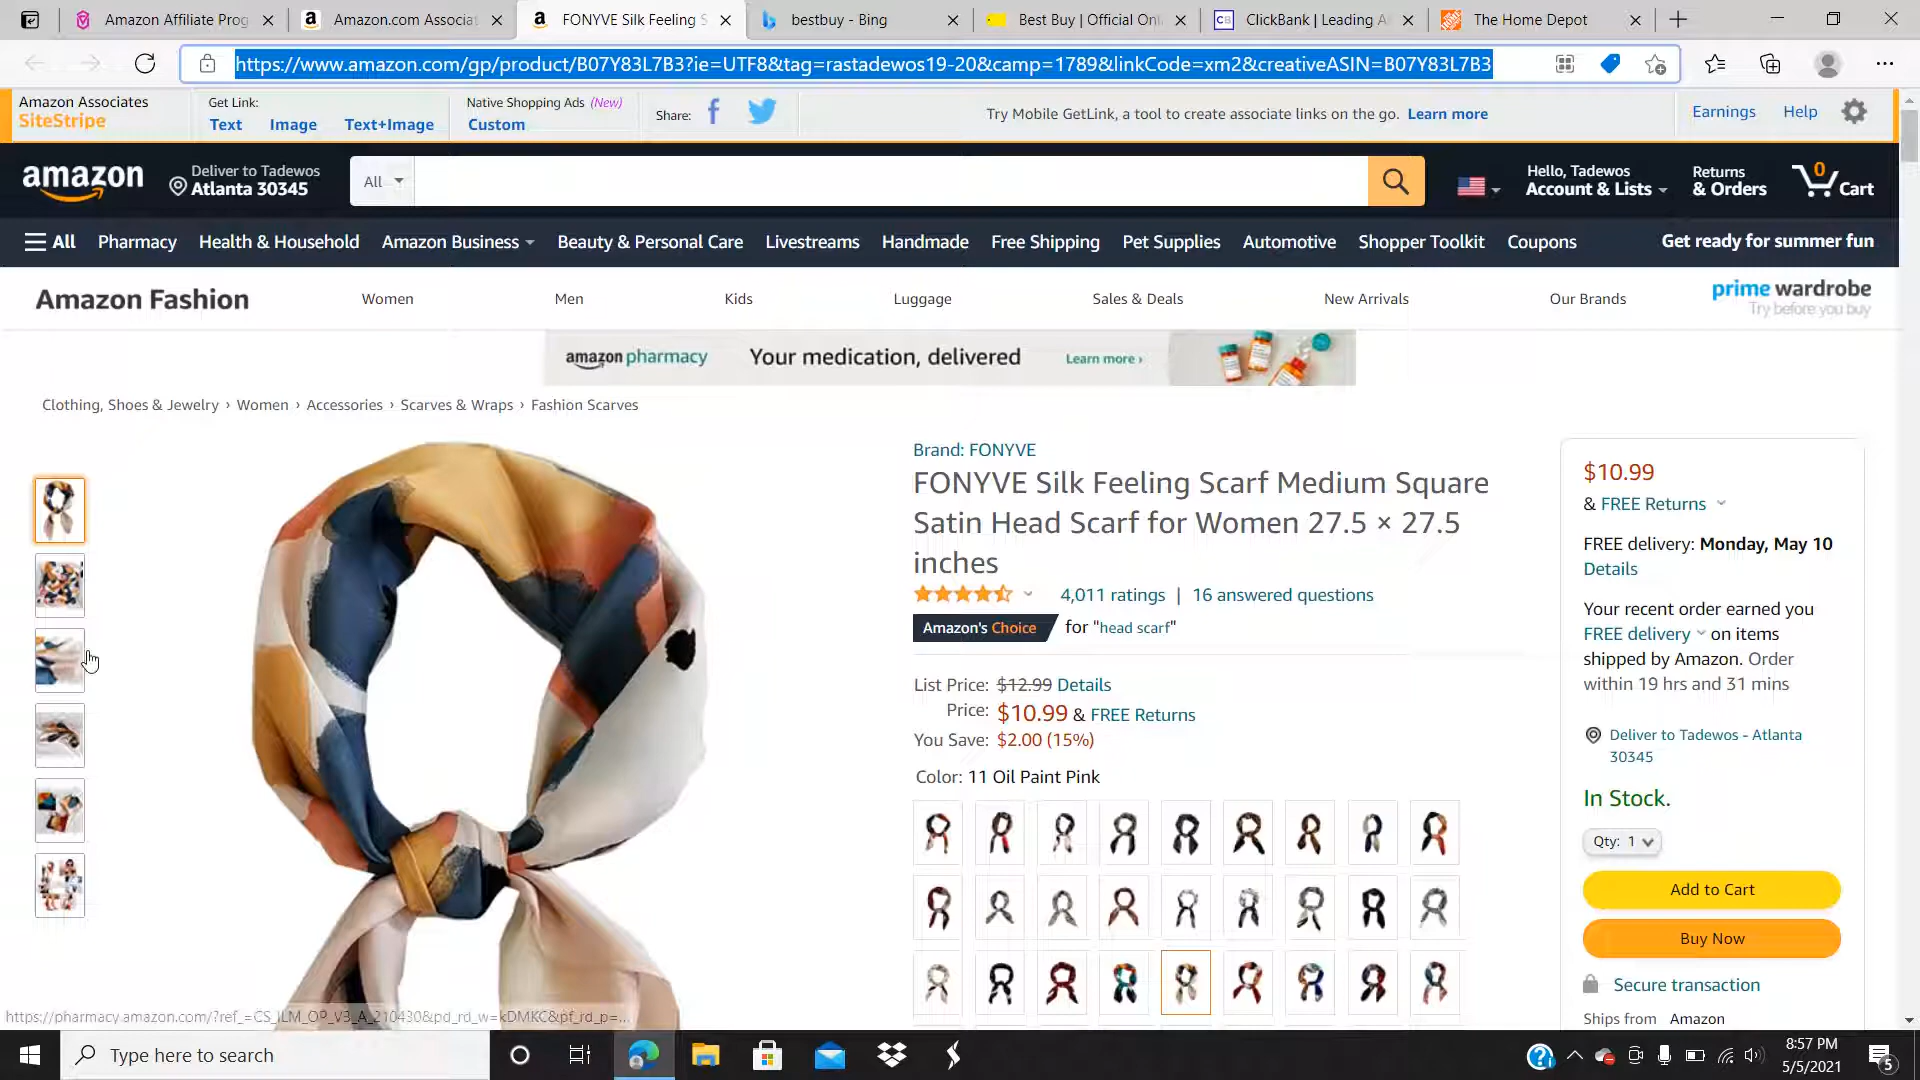 Amazon Affiliate Prog
Amazon.com Associat
FONYVE Silk Feeling S
bestbuy - Bing
Best Buy | Official Onl
ClickBank | Leading A
The Home Depot
https://www.amazon.com/gp/product/B07Y83L7B3?ie=UTF8&tag=rastadewos19-20&camp=1789&linkCode=xm2&creativeASIN=B07Y83L7B3
Amazon Associates
SiteStripe
Get Link:
Text Image Text+Image
Native Shopping Ads (New)
Custom
Share:
Try Mobile GetLink, a tool to create associate links on the go. Learn more
Earnings Help
amazon
Deliver to Tadewos
Atlanta 30345
All
Hello, Tadewos
Account & Lists
Returns
& Orders
0
Cart
All Pharmacy Health & Household Amazon Business Beauty & Personal Care Livestreams Handmade Free Shipping Pet Supplies Automotive Shopper Toolkit Coupons Get ready for summer fun
Amazon Fashion Women Men Kids Luggage Sales & Deals New Arrivals Our Brands
prime wardrobe
Try before you buy
amazon pharmacy Your medication, delivered Learn more ›
Clothing, Shoes & Jewelry › Women › Accessories › Scarves & Wraps › Fashion Scarves
Brand: FONYVE
FONYVE Silk Feeling Scarf Medium Square
Satin Head Scarf for Women 27.5 × 27.5
inches
4,011 ratings | 16 answered questions
Amazon's Choice for "head scarf"
List Price: $12.99 Details
Price: $10.99 & FREE Returns
You Save: $2.00 (15%)
Color: 11 Oil Paint Pink
$10.99
& FREE Returns
FREE delivery: Monday, May 10
Details
Your recent order earned you
FREE delivery on items
shipped by Amazon. Order
within 19 hrs and 31 mins
Deliver to Tadewos - Atlanta
30345
In Stock.
Qty: 1
Add to Cart
Buy Now
Secure transaction
Ships from Amazon
https://pharmacy.amazon.com/?ref_=CS_ILM_OP_V3_A_210430&pd_rd_w=kDMKC&pf_rd_p=...
Type here to search
8:57 PM
5/5/2021
5